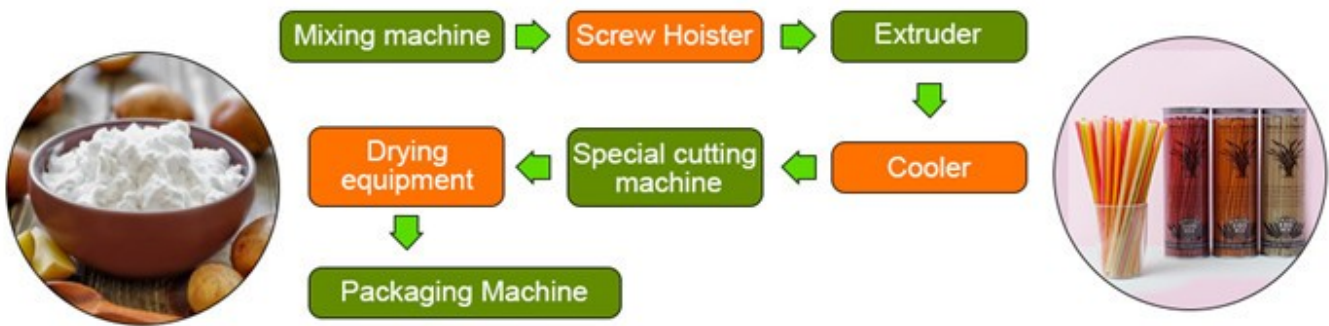 Mixing machine
Screw Hoister
Extruder
Cooler
Special cutting
machine
Drying
equipment
Packaging Machine